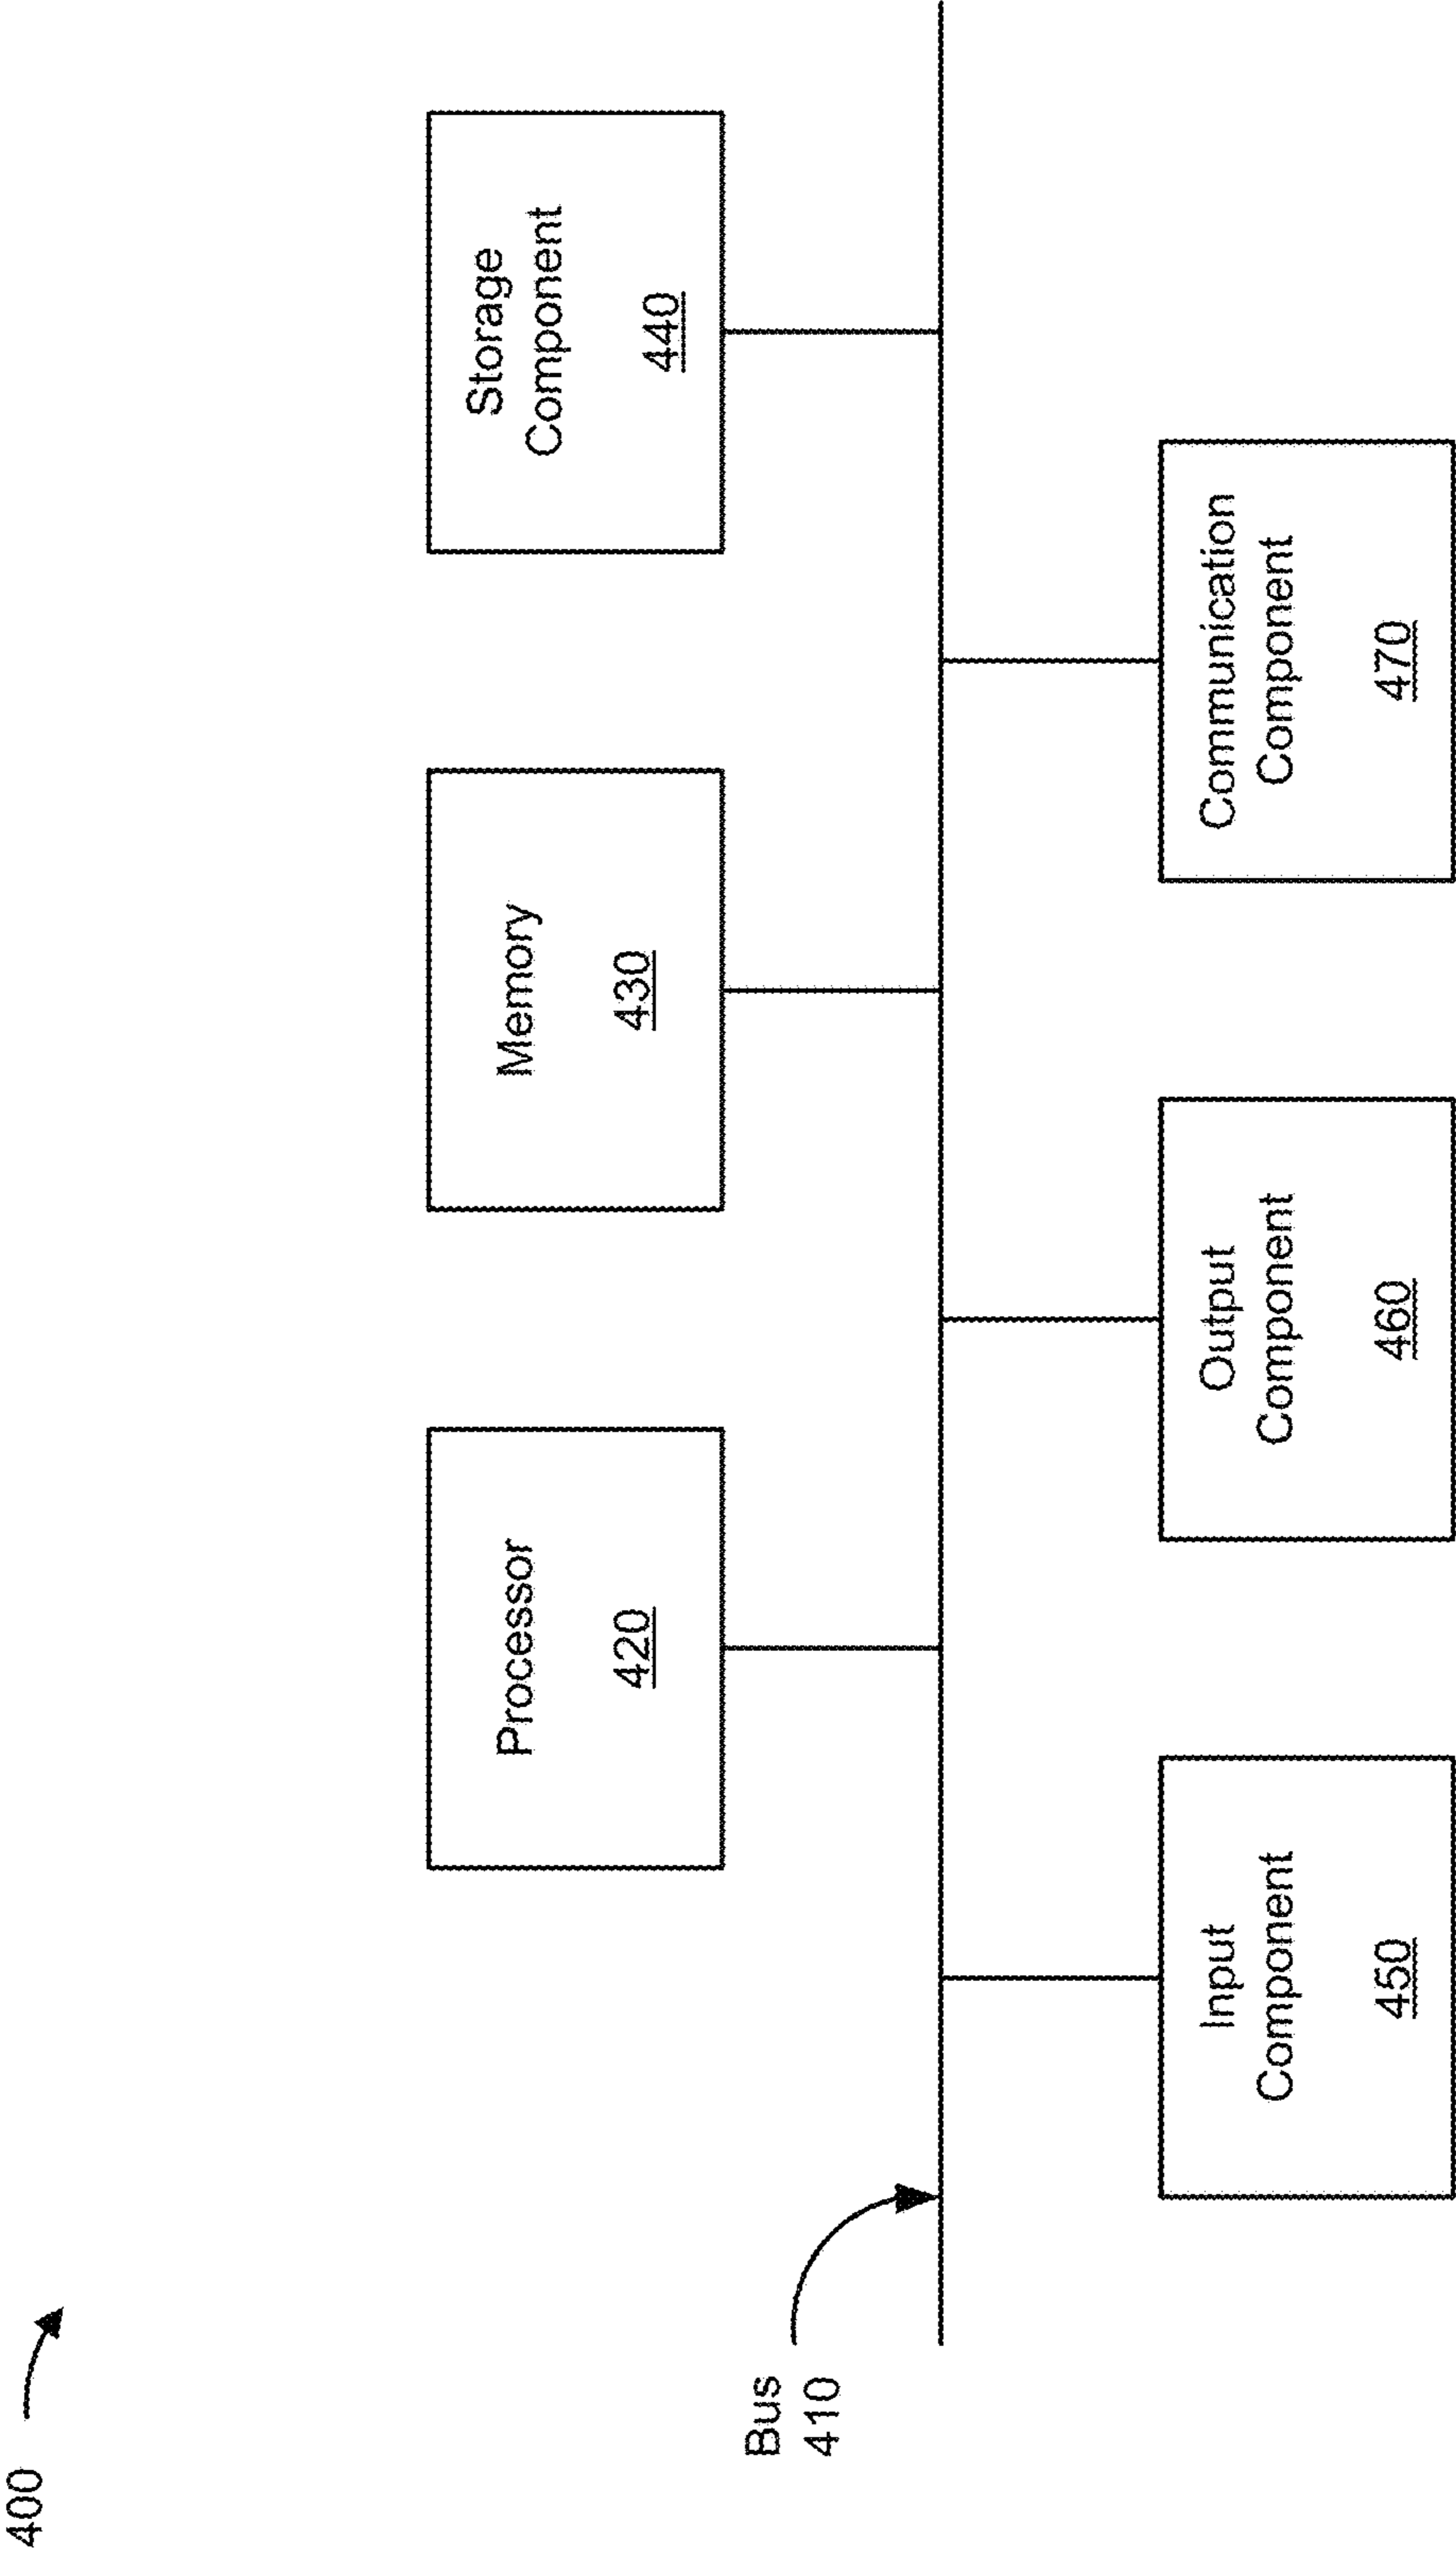 400
Processor
420
Memory
430
Storage
Component
440
Bus
410
Input
Component
450
Output
Component
460
Communication
Component
470